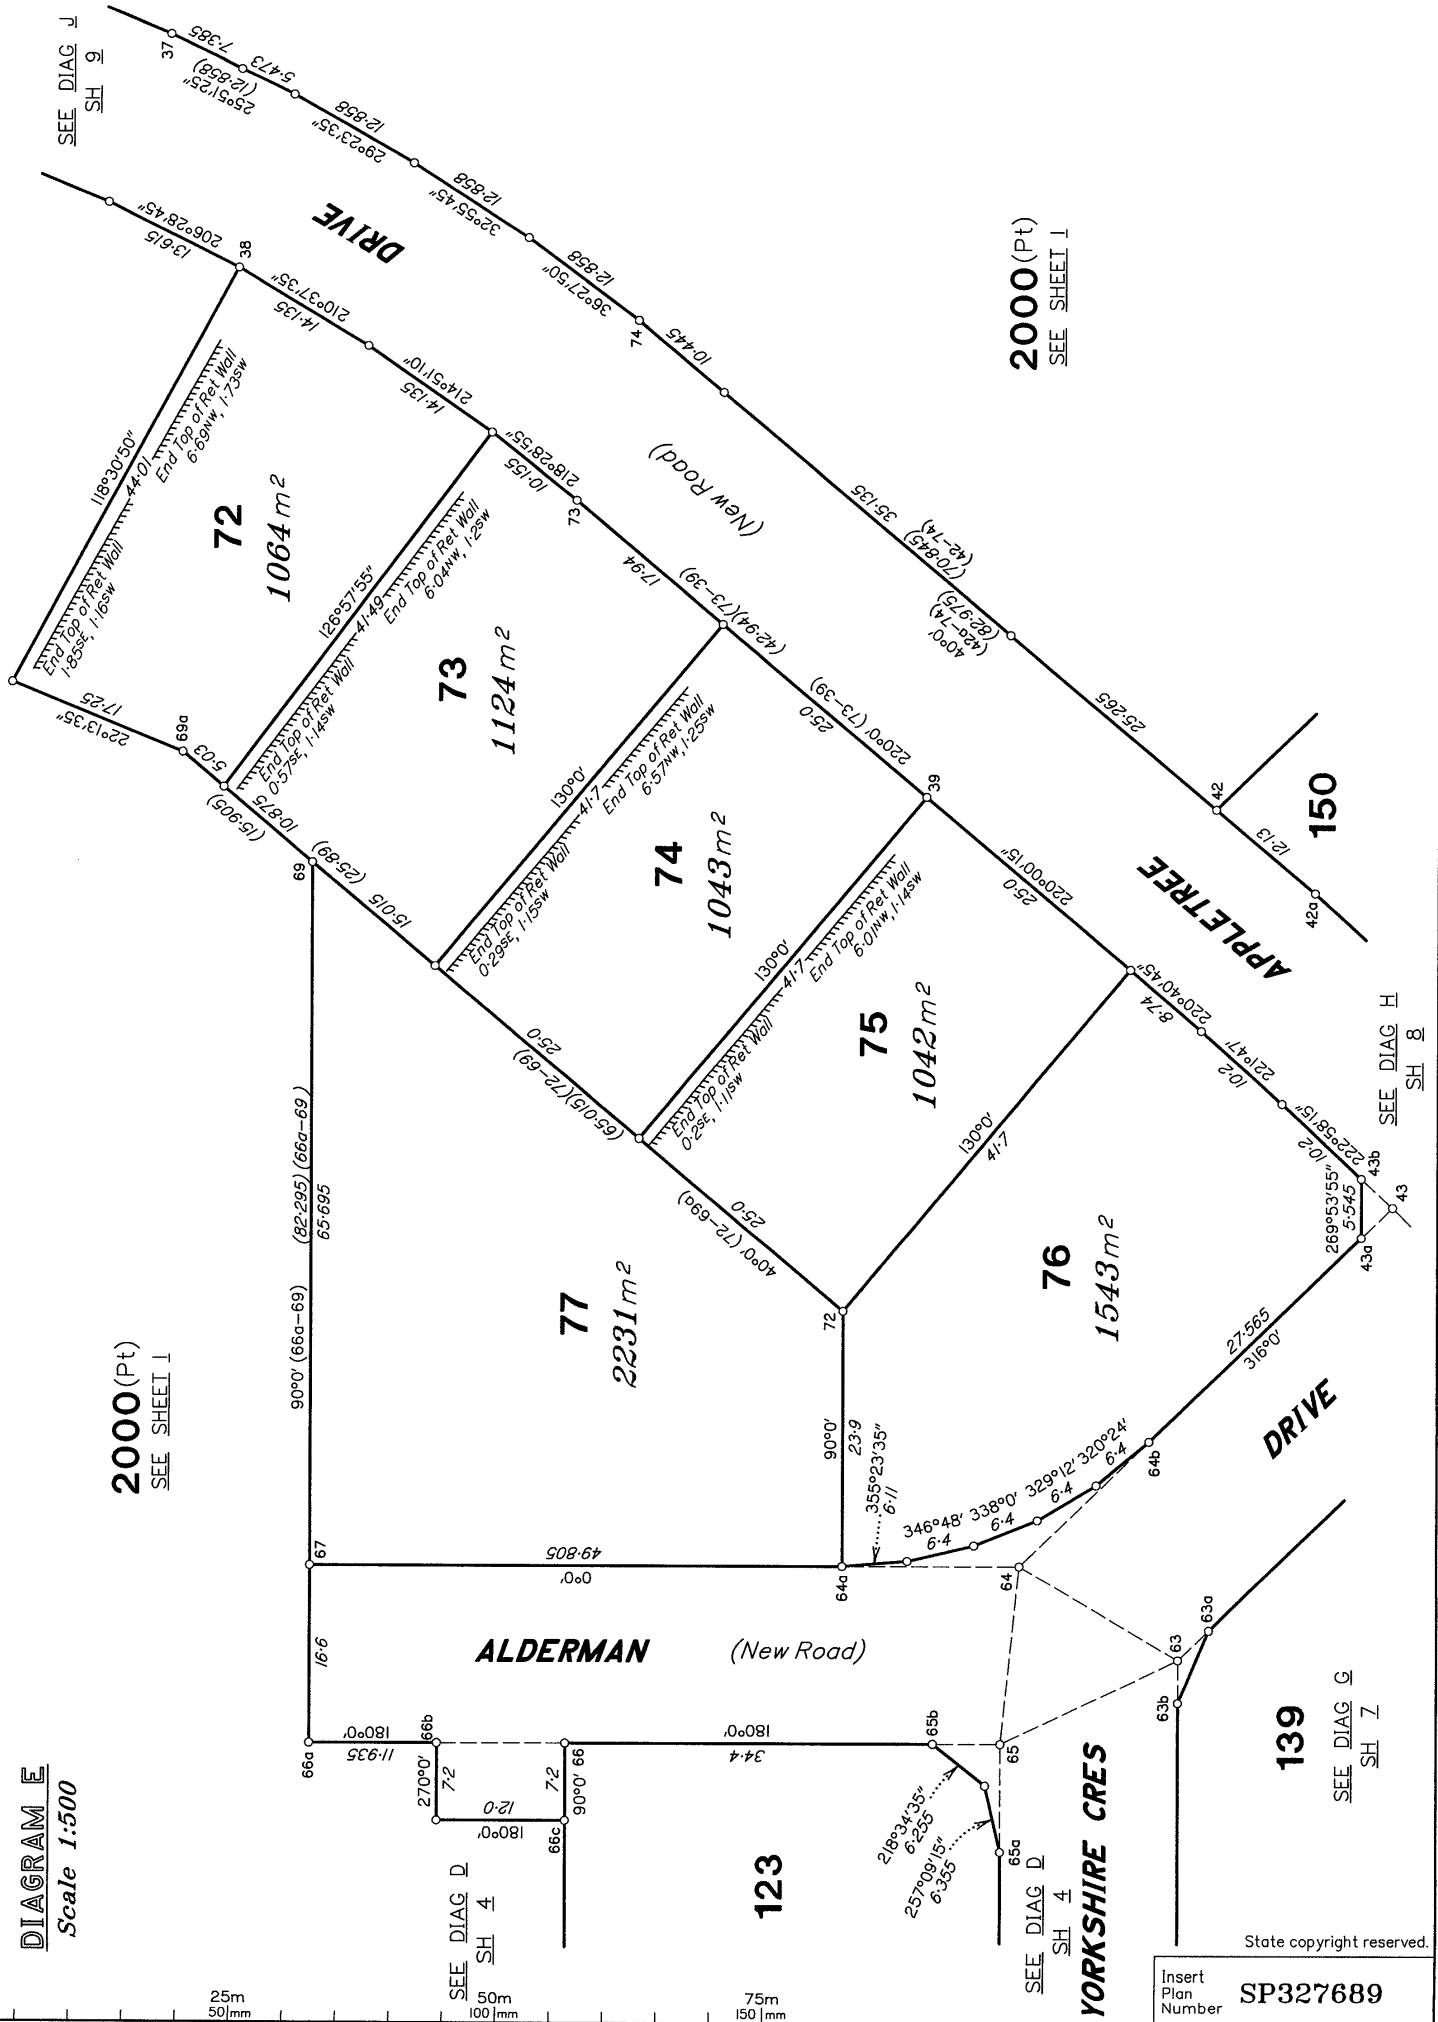 DIAGRAM E
Scale 1:500
SEE DIAG J
SH 9
2000(Pt)
SEE SHEET 1
2000(Pt)
SEE SHEET 1
37
7·385
25°51'25"
(12·858)
5·473
29°23'35"
12·858
32°55'45"
12·858
36°27'50"
12·858
74
10·445
35·135
40°0'
(42a-74)
(82·975)
(70·845)
(42-74)
25·265
42
12·13
42a
150
206°28'45"
13·615
38
210°37'35"
14·135
214°51'10"
14·135
218°28'55"
10·155
73
17·94
(42·94)(73-39)
220°0' (73-39)
25·0
39
220°00'15"
25·0
220°40'45"
8·74
221°47'
10·2
222°58'15"
10·2
43b
269°53'55"
5·545
43a
43
DRIVE
(New Road)
APPLETREE
SEE DIAG H
SH 8
118°30'50"
44·01
End Top of Ret Wall
1·85SE, 1·16SW
End Top of Ret Wall
6·69NW, 1·73SW
72
1064m²
22°13'35"
17·25
69a
5·03
(15·905)
10·875
69
(25·89)
15·015
126°57'55"
41·49
End Top of Ret Wall
0·57SE, 1·14SW
End Top of Ret Wall
6·04NW, 1·2SW
73
1124m²
130°0'
41·7
End Top of Ret Wall
0·29SE, 1·15SW
End Top of Ret Wall
6·57NW, 1·25SW
74
1043m²
25·0
(65·015)(72-69)
130°0'
41·7
End Top of Ret Wall
0·2SE, 1·11SW
End Top of Ret Wall
6·01NW, 1·14SW
75
1042m²
25·0
40°0' (72-69a)
130°0'
41·7
72
76
1543m²
77
2231m²
90°0' (66a-69)
(82·295) (66a-69)
65·695
67
16·6
66a
0°0'
49·805
90°0'
23·9
64a
355°23'35"
6·11
346°48'
6·4
338°0'
6·4
329°12'
6·4
320°24'
6·4
64b
27·565
316°0'
DRIVE
64
ALDERMAN
(New Road)
180°0'
11·935
66b
270°0'
7·2
180°0'
12·0
66c
90°0'
7·2
66
180°0'
34·4
65b
218°34'35"
6·255
257°09'15"
6·355
65a
65
63
63a
63b
SEE DIAG D
SH 4
123
SEE DIAG D
SH 4
YORKSHIRE CRES
139
SEE DIAG G
SH 7
25m
50mm
50m
100mm
75m
150mm
State copyright reserved.
Insert
Plan
Number
SP327689